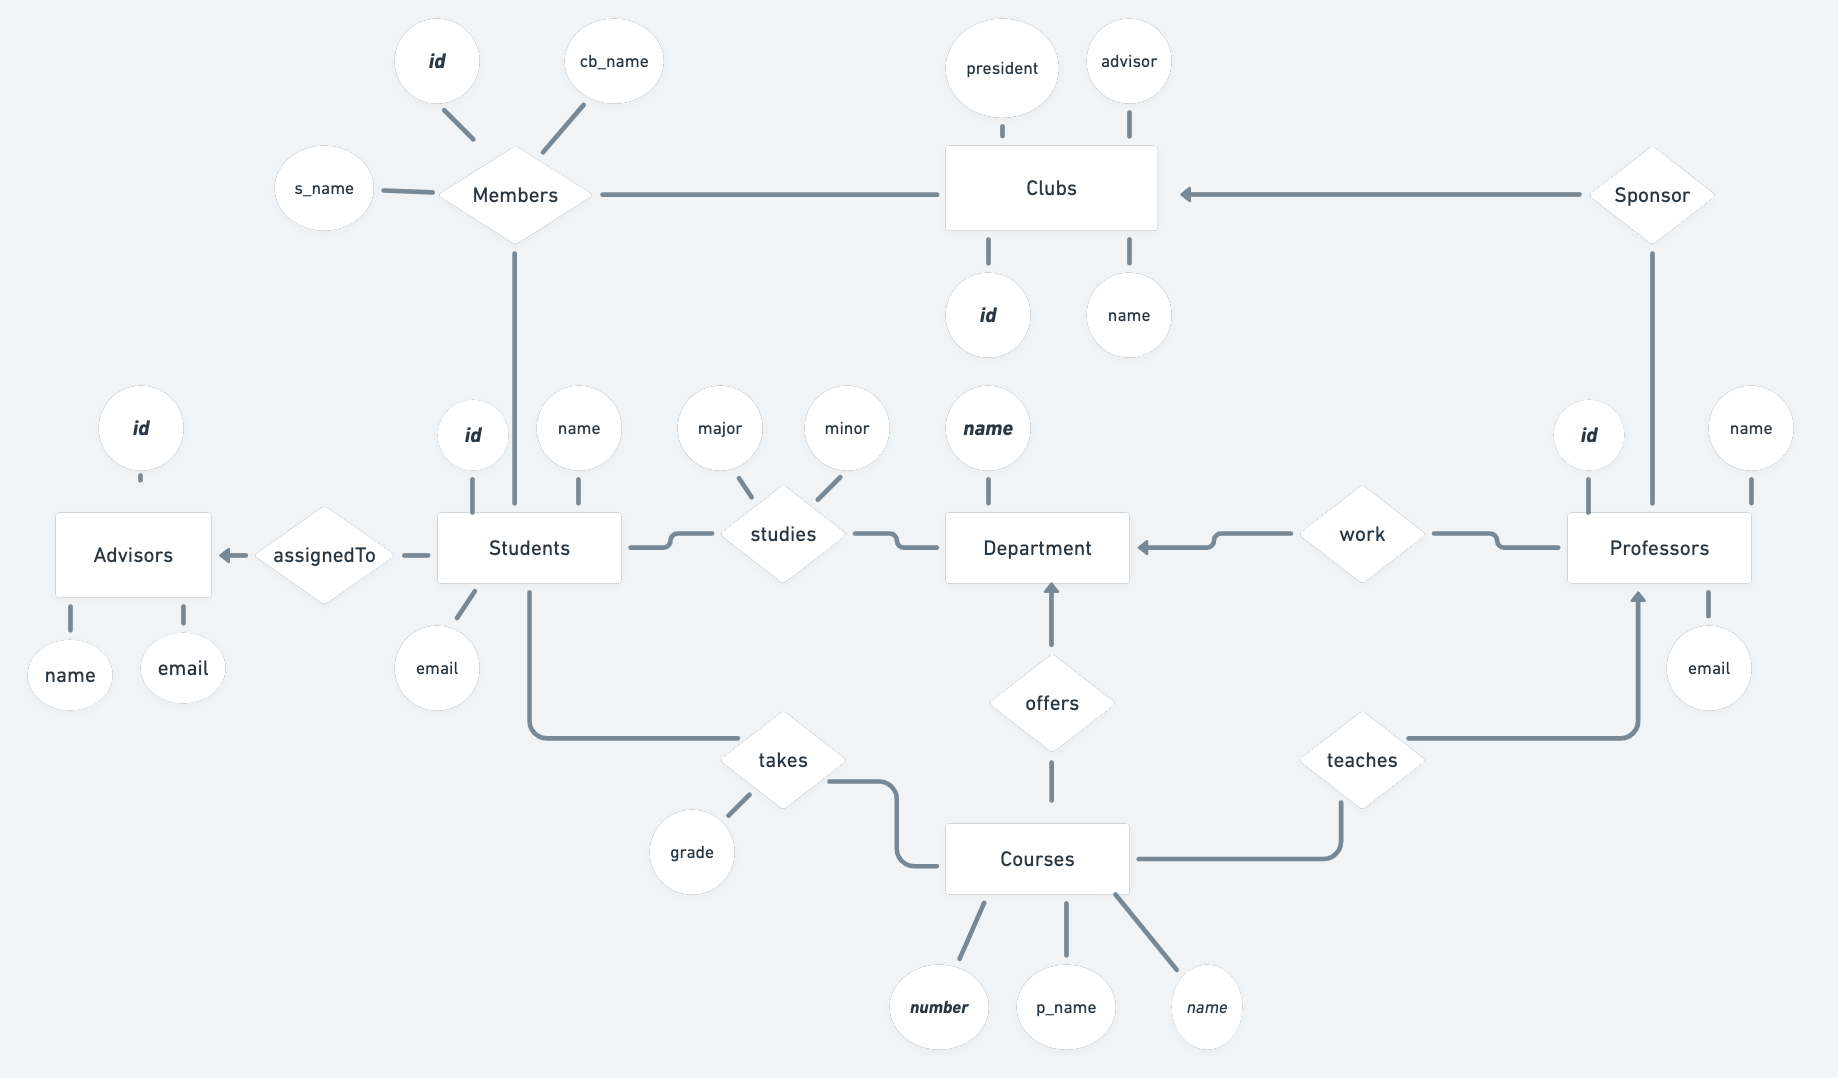 id
cb_name
president
advisor
s_name
Members
Clubs
Sponsor
id
name
id
id
name
major
minor
name
id
name
Advisors
assignedTo
Students
studies
Department
work
Professors
name
email
email
offers
email
takes
teaches
grade
Courses
number
p_name
name